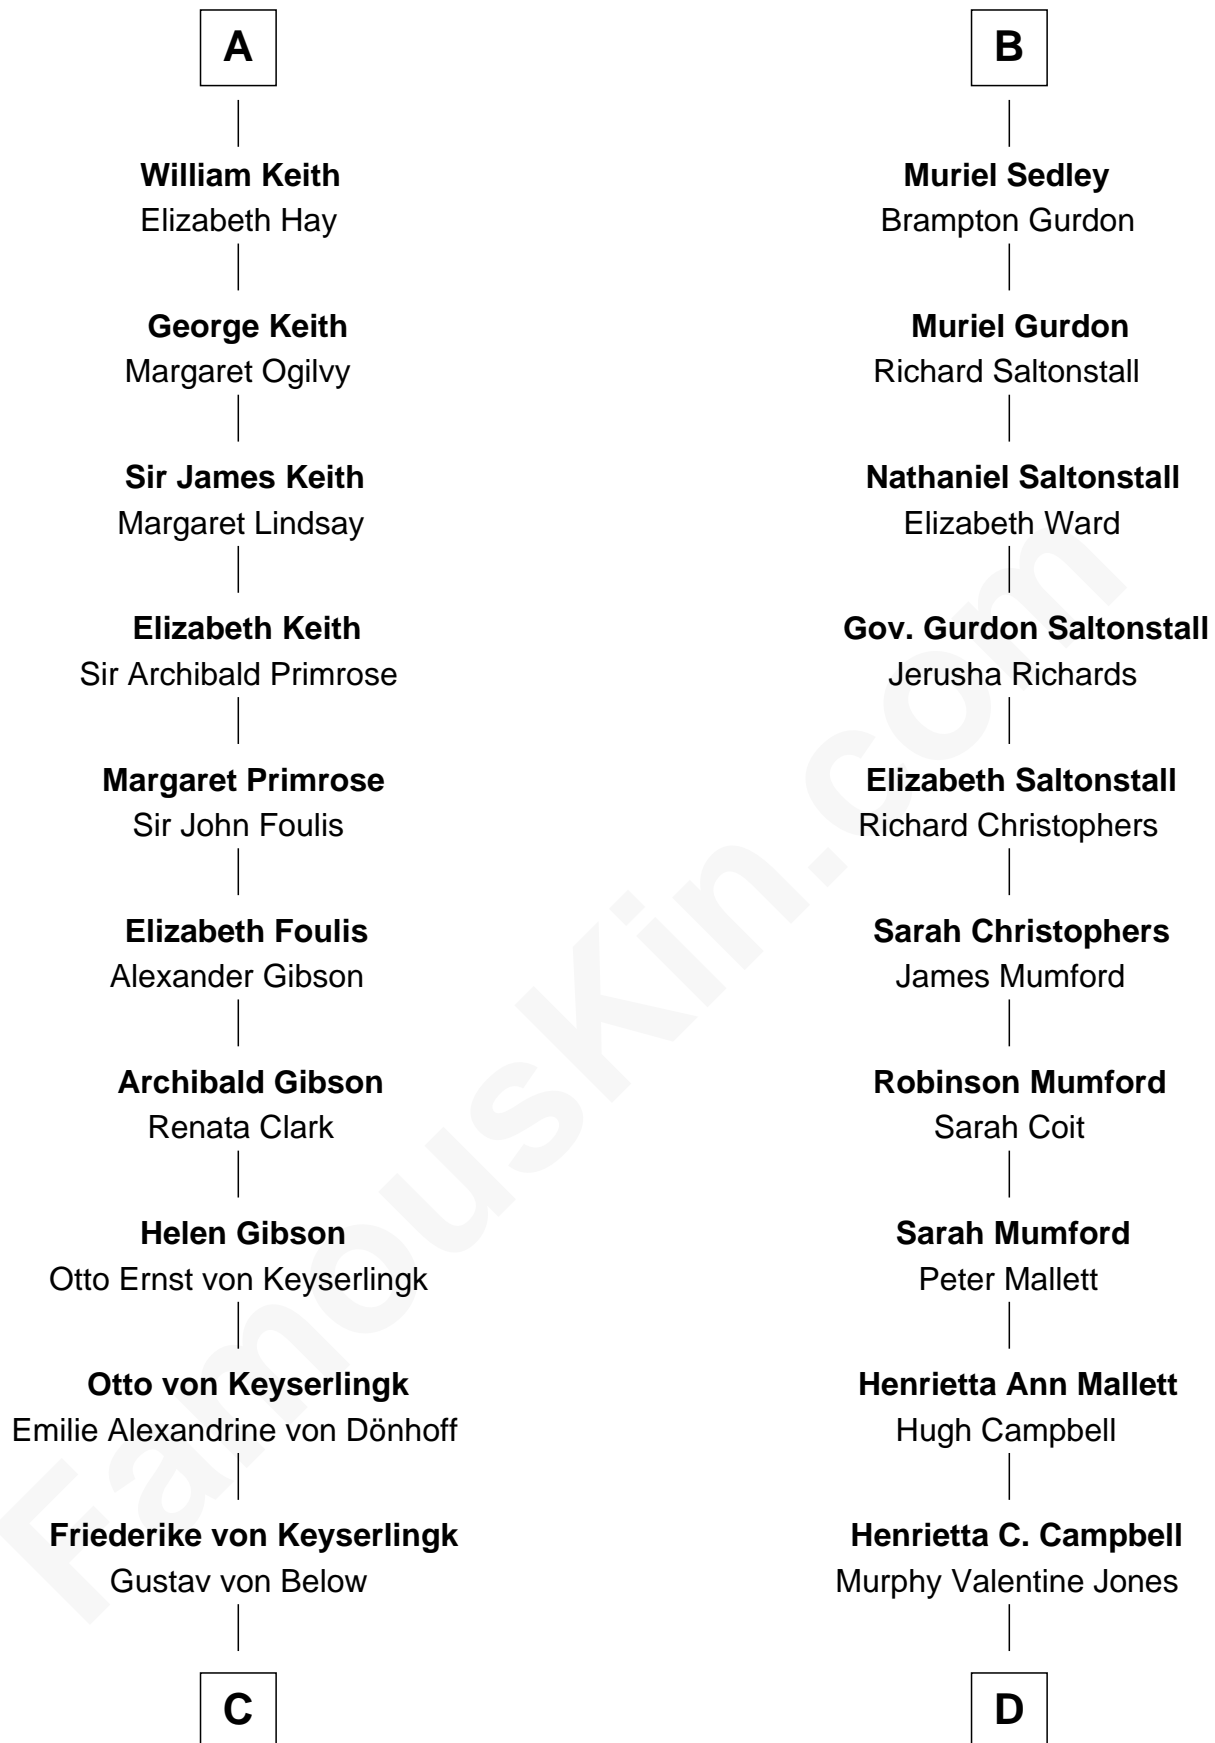 A
William Keith
Elizabeth Hay
George Keith
Margaret Ogilvy
Sir James Keith
Margaret Lindsay
Elizabeth Keith
Sir Archibald Primrose
Margaret Primrose
Sir John Foulis
Elizabeth Foulis
Alexander Gibson
Archibald Gibson
Renata Clark
Helen Gibson
Otto Ernst von Keyserlingk
Otto von Keyserlingk
Emilie Alexandrine von Dönhoff
Friederike von Keyserlingk
Gustav von Below
C
B
Muriel Sedley
Brampton Gurdon
Muriel Gurdon
Richard Saltonstall
Nathaniel Saltonstall
Elizabeth Ward
Gov. Gurdon Saltonstall
Jerusha Richards
Elizabeth Saltonstall
Richard Christophers
Sarah Christophers
James Mumford
Robinson Mumford
Sarah Coit
Sarah Mumford
Peter Mallett
Henrietta Ann Mallett
Hugh Campbell
Henrietta C. Campbell
Murphy Valentine Jones
D
FamousKin.com